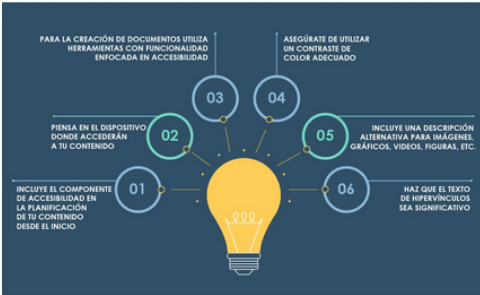 01
INCLUYE EL COMPONENTE
DE ACCESIBILIDAD EN
LA PLANIFICACIÓN
DE TU CONTENIDO
DESDE EL INICIO
02
PIENSA EN EL DISPOSITIVO
DONDE ACCEDERÁN
A TU CONTENIDO
03
PARA LA CREACIÓN DE DOCUMENTOS UTILIZA
HERRAMIENTAS CON FUNCIONALIDAD
ENFOCADA EN ACCESIBILIDAD
04
ASEGÚRATE DE UTILIZAR
UN CONTRASTE DE
COLOR ADECUADO
05
INCLUYE UNA DESCRIPCIÓN
ALTERNATIVA PARA IMÁGENES,
GRÁFICOS, VIDEOS, FIGURAS, ETC.
06
HAZ QUE EL TEXTO
DE HIPERVÍNCULOS
SEA SIGNIFICATIVO